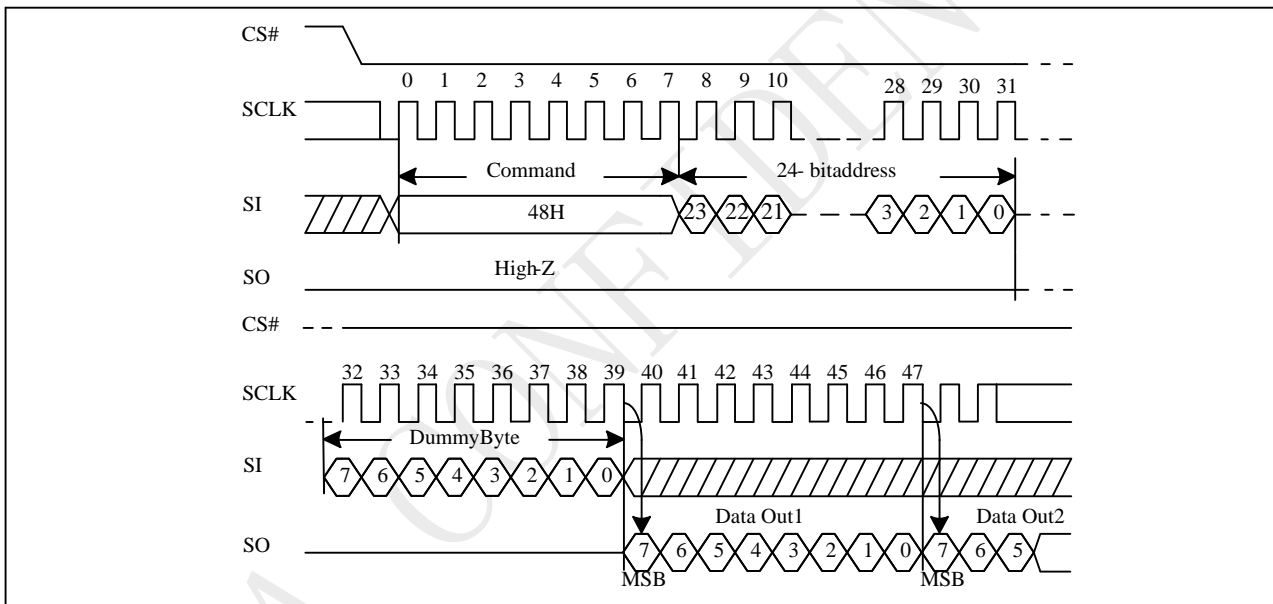 CS#
0 1 2 3 4 5 6 7 8 9 10 28 29 30 31
SCLK
Command 24- bitaddress
SI 48H 23 22 21 3 2 1 0
High-Z
SO
CS#
32 33 34 35 36 37 38 39 40 41 42 43 44 45 46 47
SCLK
DummyByte
SI 7 6 5 4 3 2 1 0
Data Out1 Data Out2
SO 7 6 5 4 3 2 1 0 7 6 5
MSB MSB